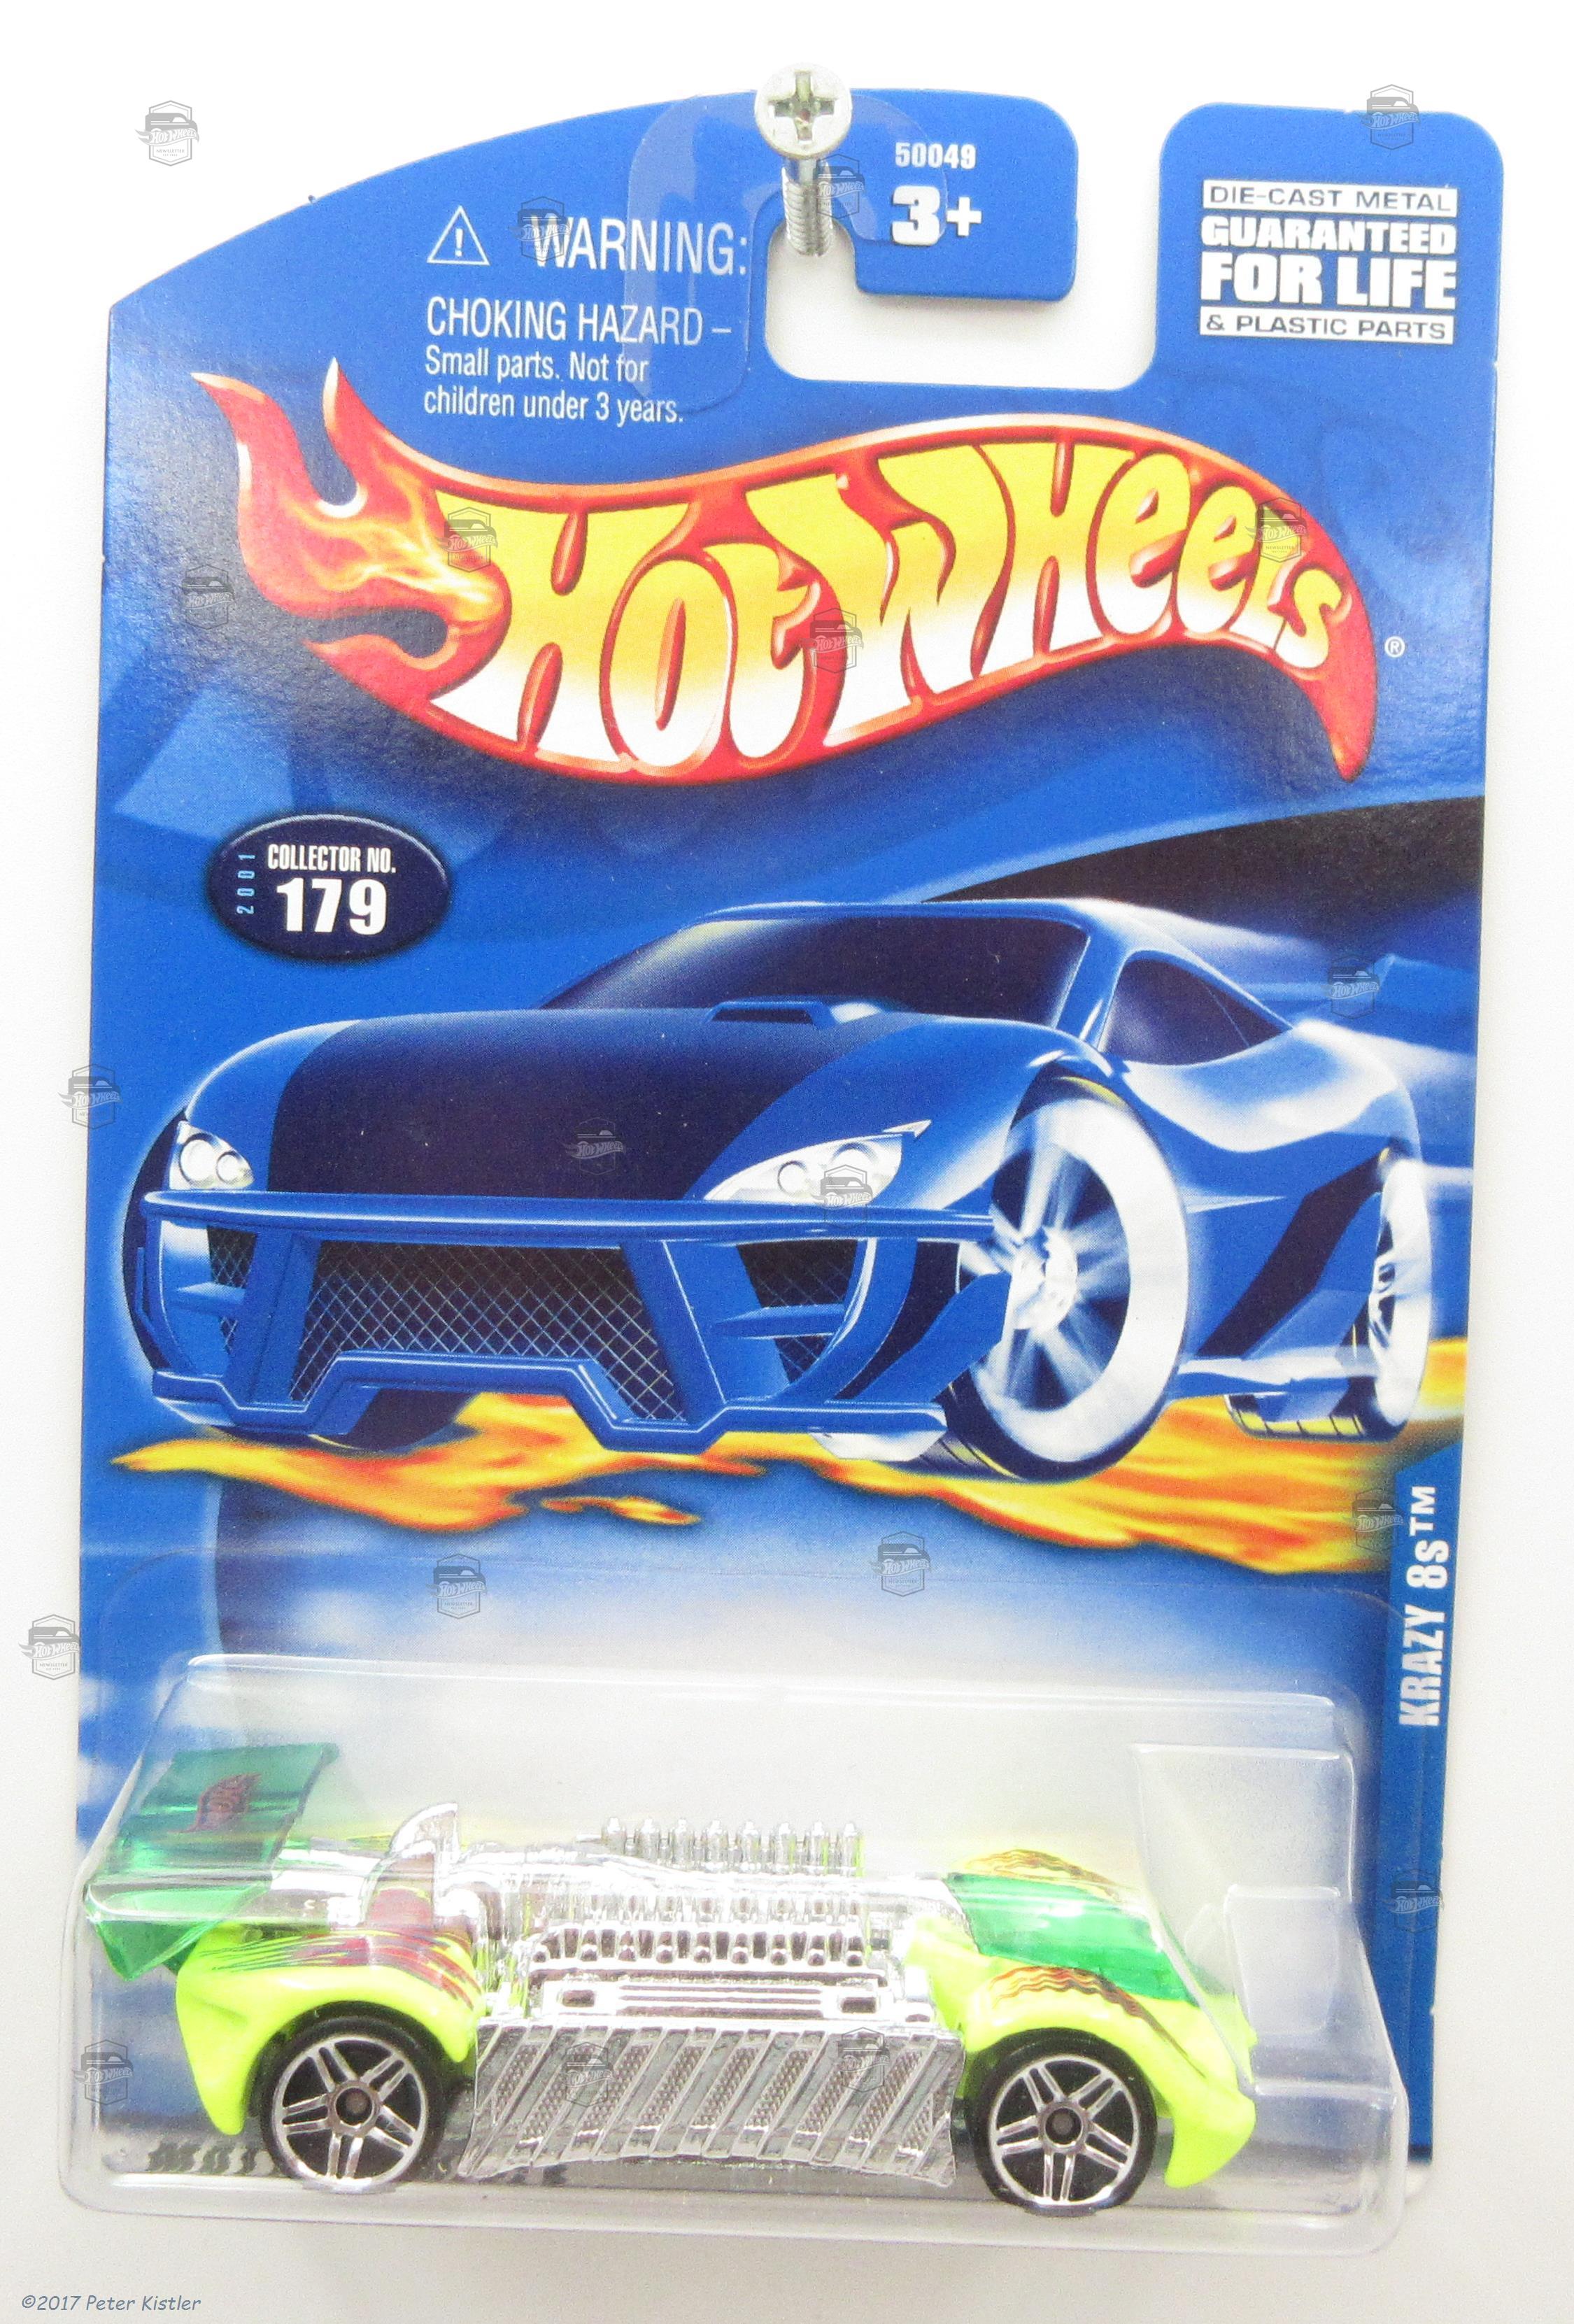 50049
3+
WARNING:
CHOKING HAZARD –
Small parts. Not for
children under 3 years.
DIE-CAST METAL
GUARANTEED
FOR LIFE
& PLASTIC PARTS
HOT WHEELS ®
2001
COLLECTOR NO.
179
KRAZY 8s™
©2017 Peter Kistler